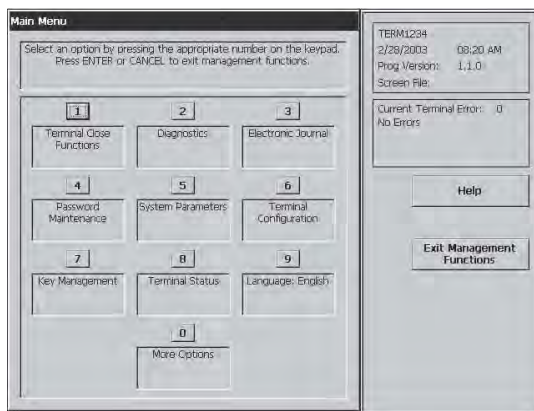 Main Menu
Select an option by pressing the appropriate number on the keypad.
Press ENTER or CANCEL to exit management functions.
1
2
3
Terminal Close
Functions
Diagnostics
Electronic Journal
4
5
6
Password
Maintenance
System Parameters
Terminal
Configuration
7
8
9
Key Management
Terminal Status
Language: English
0
More Options
TERM1234
2/28/2003 08:20 AM
Prog Version: 1.1.0
Screen File:
Current Terminal Error: 0
No Errors
Help
Exit Management
Functions